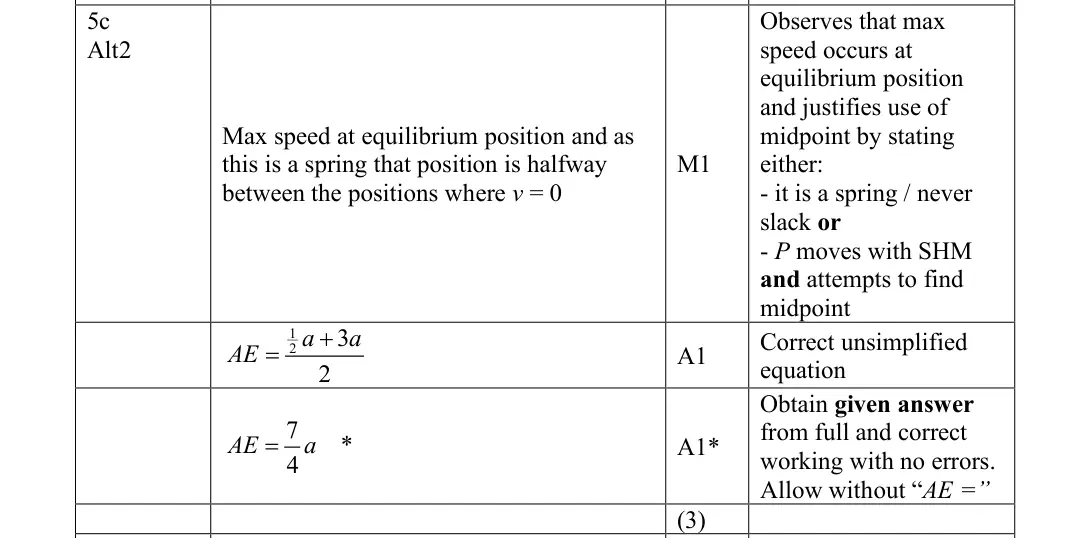 5c
Alt2
Max speed at equilibrium position and as
this is a spring that position is halfway
between the positions where v = 0
M1
Observes that max
speed occurs at
equilibrium position
and justifies use of
midpoint by stating
either:
- it is a spring / never
slack or
- P moves with SHM
and attempts to find
midpoint
AE = (½a + 3a)/2
A1
Correct unsimplified
equation
AE = 7/4 a *
A1*
Obtain given answer
from full and correct
working with no errors.
Allow without “AE =”
(3)